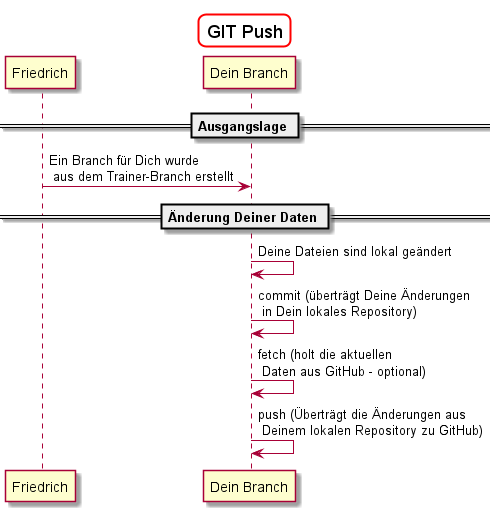 GIT Push
Friedrich
Dein Branch
Ausgangslage
Ein Branch für Dich wurde
aus dem Trainer-Branch erstellt
Änderung Deiner Daten
Deine Dateien sind lokal geändert
commit (überträgt Deine Änderungen
in Dein lokales Repository)
fetch (holt die aktuellen
Daten aus GitHub - optional)
push (Überträgt die Änderungen aus
Deinem lokalen Repository zu GitHub)
Friedrich
Dein Branch